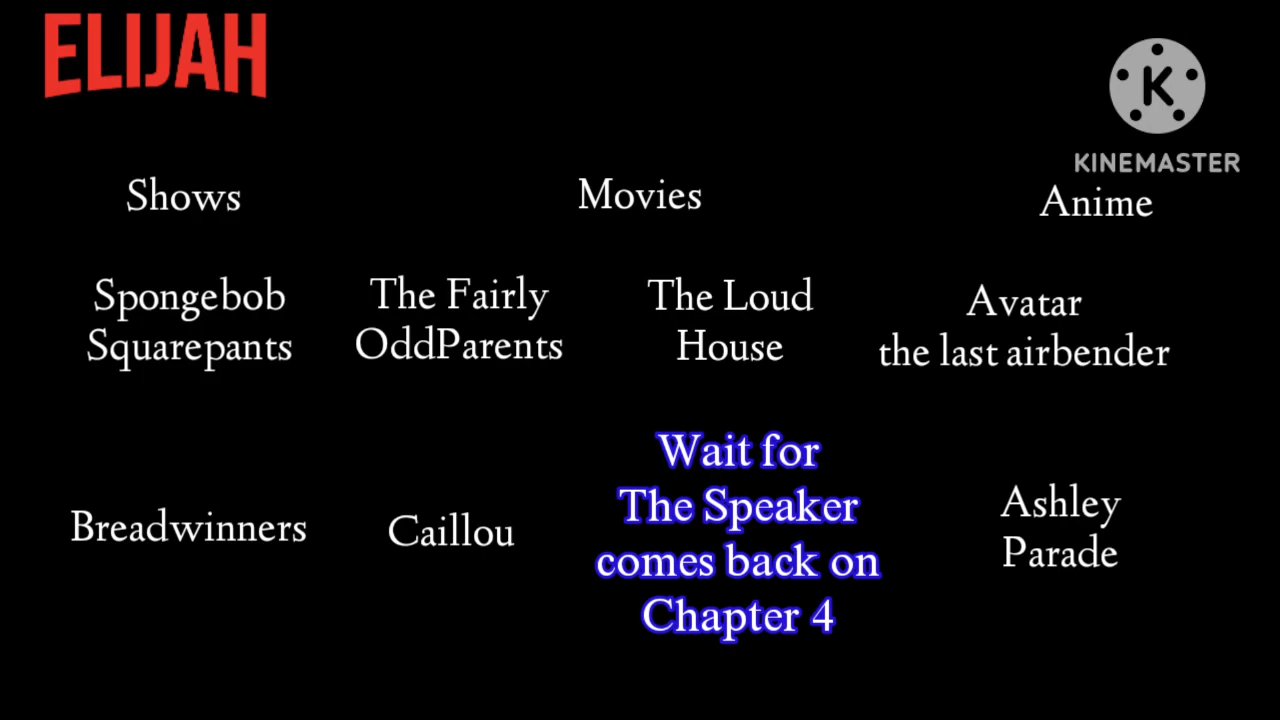 ELIJAH
K
KINEMASTER
Shows
Movies
Anime
Spongebob
Squarepants
The Fairly
OddParents
The Loud
House
Avatar
the last airbender
Breadwinners
Caillou
Wait for
The Speaker
comes back on
Chapter 4
Ashley
Parade